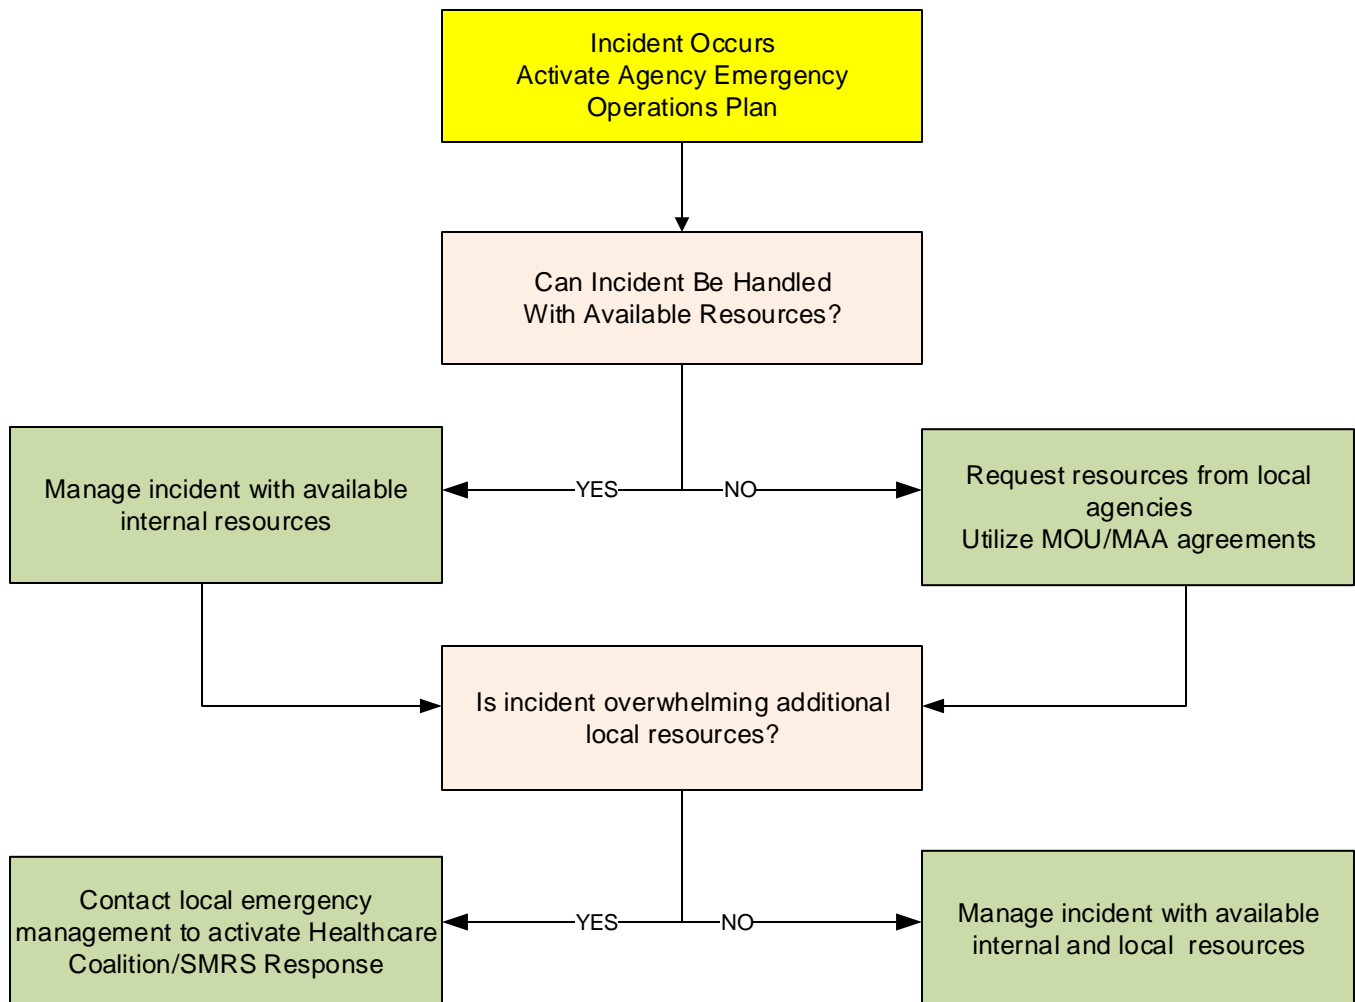 Incident Occurs
Activate Agency Emergency
Operations Plan
Can Incident Be Handled
With Available Resources?
Manage incident with available
internal resources
YES
NO
Request resources from local
agencies
Utilize MOU/MAA agreements
Is incident overwhelming additional
local resources?
Contact local emergency
management to activate Healthcare
Coalition/SMRS Response
YES
NO
Manage incident with available
internal and local resources